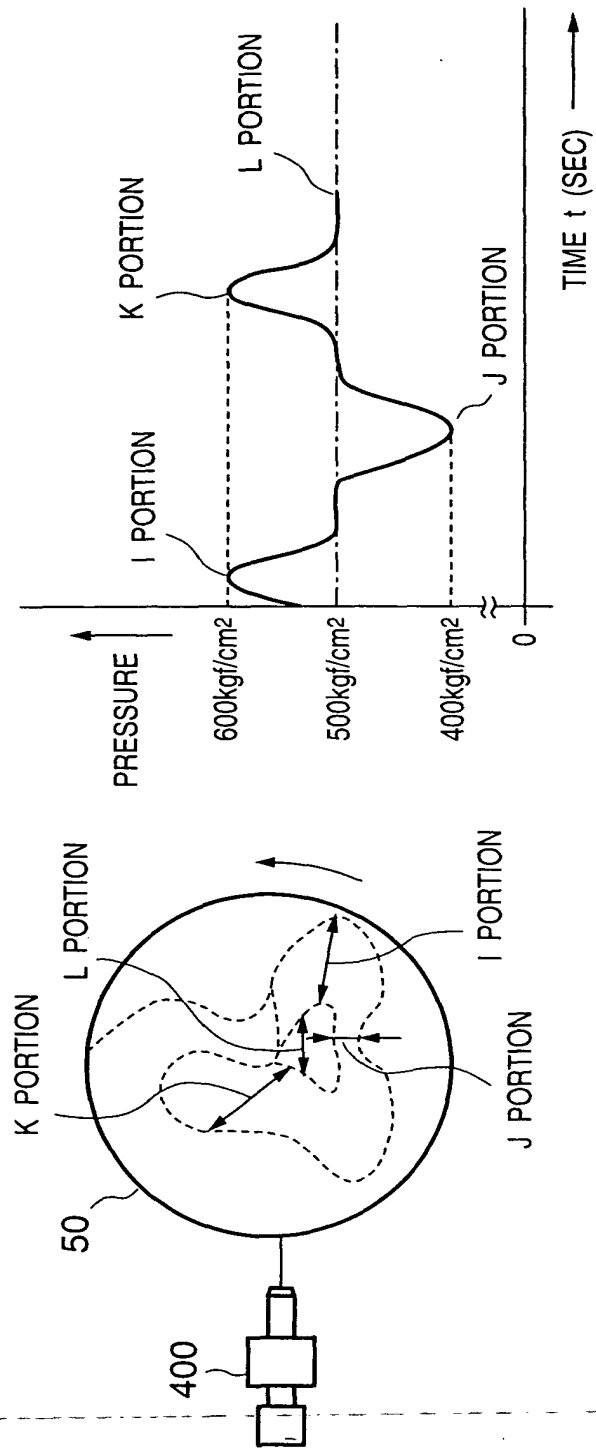 50
400
K PORTION
L PORTION
I PORTION
J PORTION
PRESSURE
600kgf/cm²
500kgf/cm²
400kgf/cm²
0
I PORTION
K PORTION
L PORTION
J PORTION
TIME t (SEC)